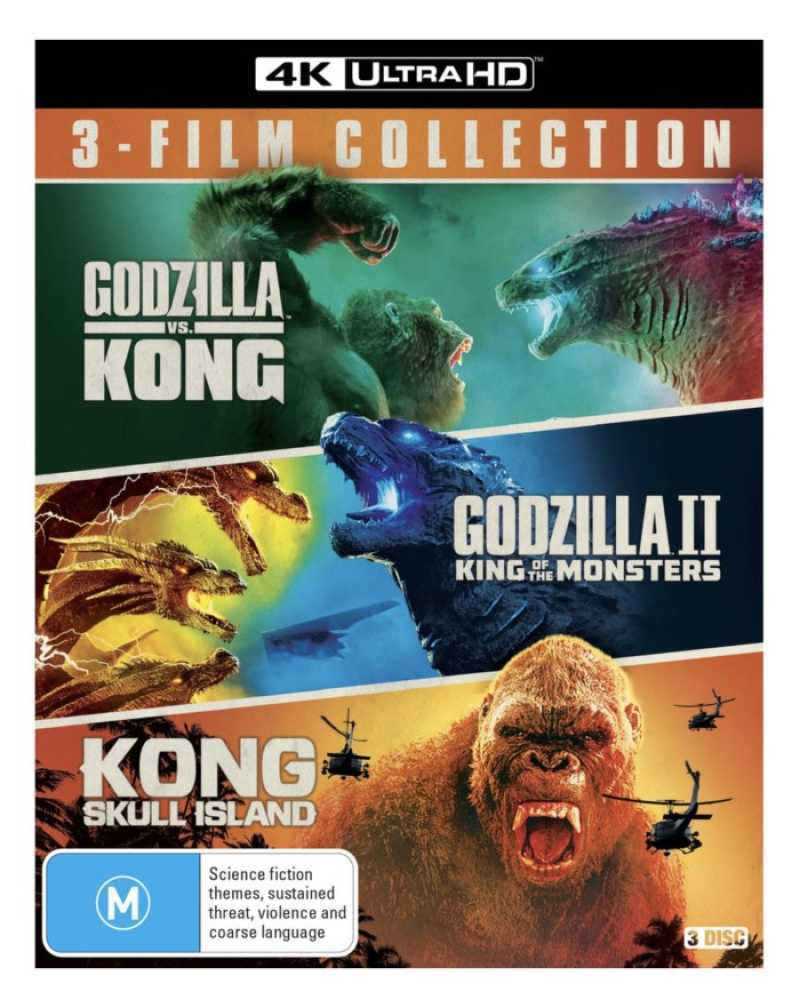 4K ULTRA HD™
3-FILM COLLECTION
GODZILLA
VS.
KONG
GODZILLA II
KING OF THE MONSTERS
KONG
SKULL ISLAND
M
Science fiction
themes, sustained
threat, violence and
coarse language
3 DISC